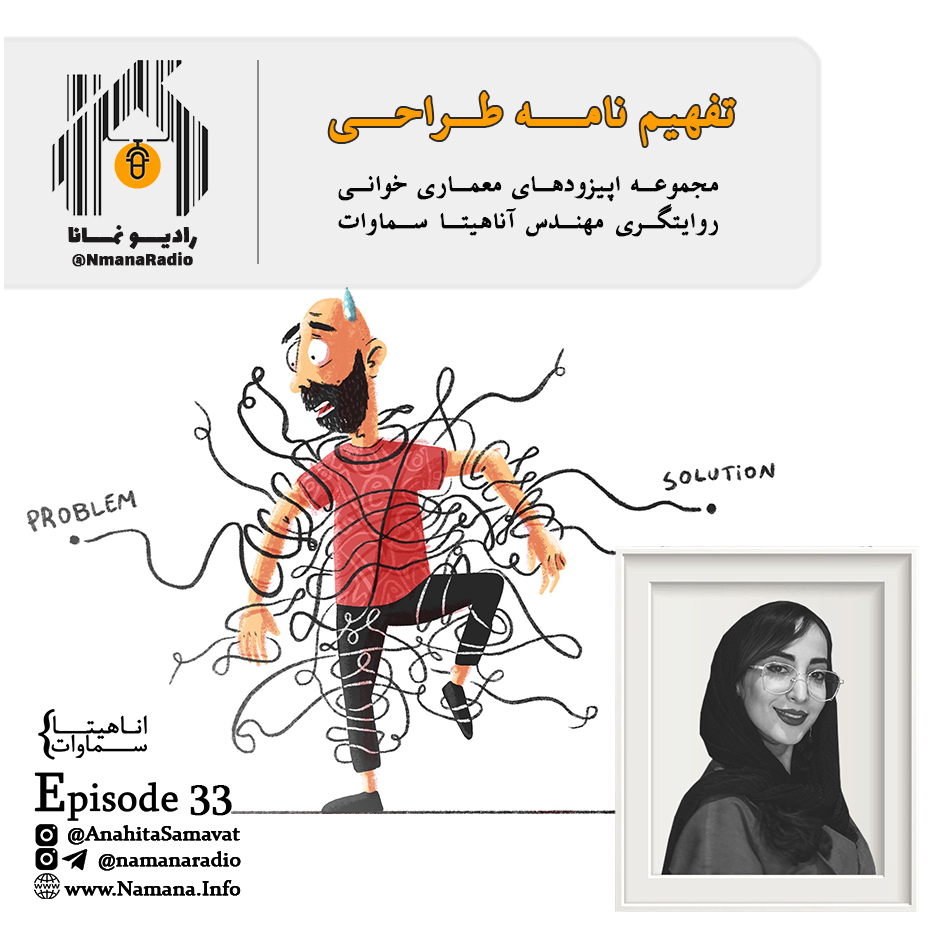 تفهیم نامه طراحی
مجموعه اپیزودهای معماری خوانی
روایتگری مهندس آناهیتا سماوات
رادیو نمانا
@NmanaRadio
PROBLEM
SOLUTION
اناهیتا
سماوات
Episode 33
@AnahitaSamavat
@namanaradio
www.Namana.Info